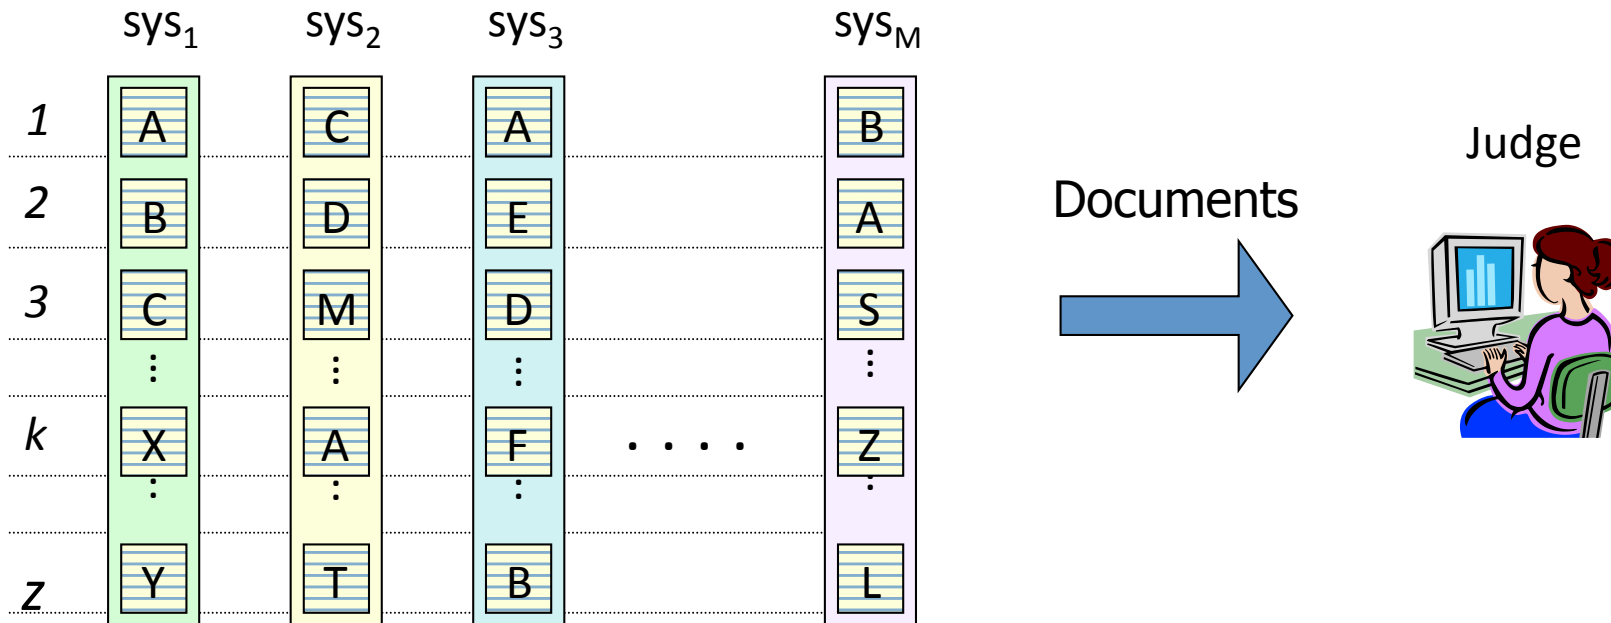 sys1 sys2 sys3 sysM
Judge
1 A C A B
Documents
2 B D E A
3 C M D S
⋮ ⋮ ⋮ ⋮
k X A F . . . . Z
⋮ ⋮ ⋮ ⋮
z Y T B L